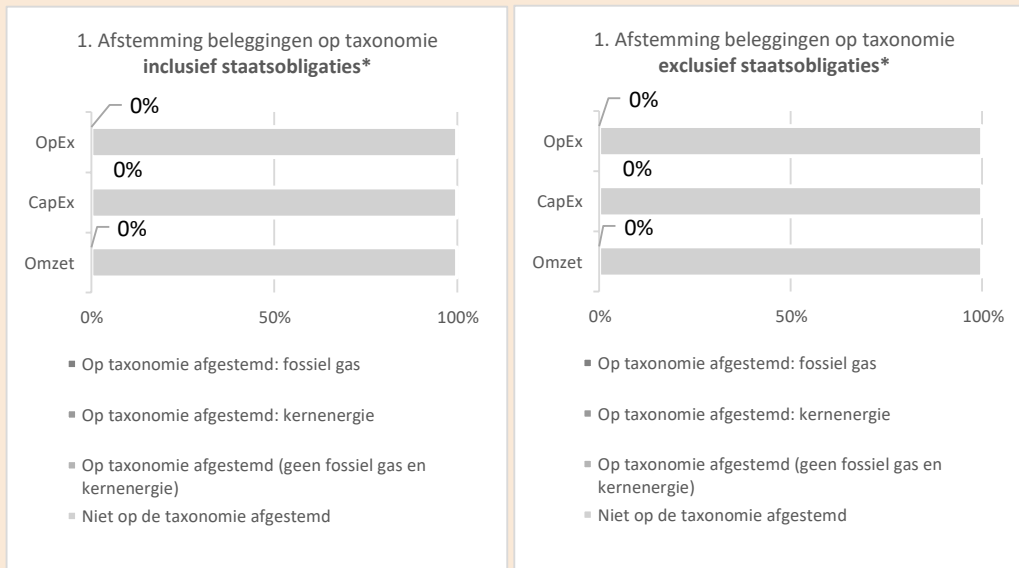 1. Afstemming beleggingen op taxonomie
inclusief staatsobligaties*
0%
OpEx
0%
CapEx
0%
Omzet
0% 50% 100%
Op taxonomie afgestemd: fossiel gas
Op taxonomie afgestemd: kernenergie
Op taxonomie afgestemd (geen fossiel gas en
kernenergie)
Niet op de taxonomie afgestemd
1. Afstemming beleggingen op taxonomie
exclusief staatsobligaties*
0%
OpEx
0%
CapEx
0%
Omzet
0% 50% 100%
Op taxonomie afgestemd: fossiel gas
Op taxonomie afgestemd: kernenergie
Op taxonomie afgestemd (geen fossiel gas en
kernenergie)
Niet op de taxonomie afgestemd